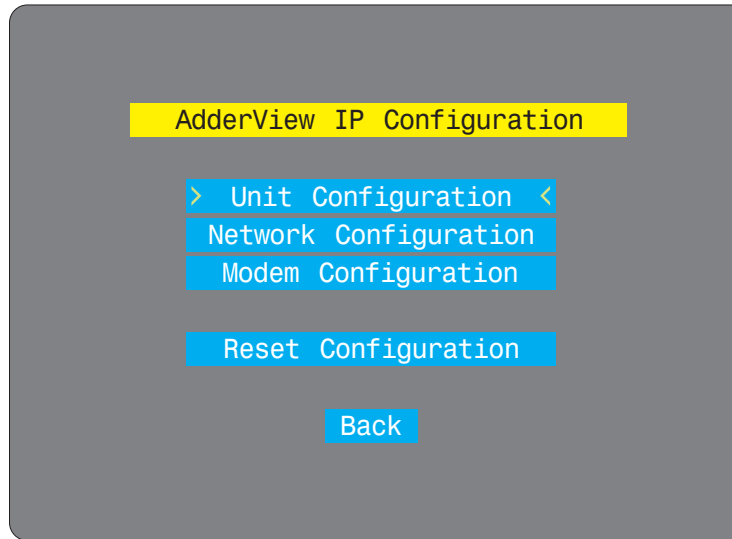 AdderView IP Configuration
> Unit Configuration <
Network Configuration
Modem Configuration
Reset Configuration
Back